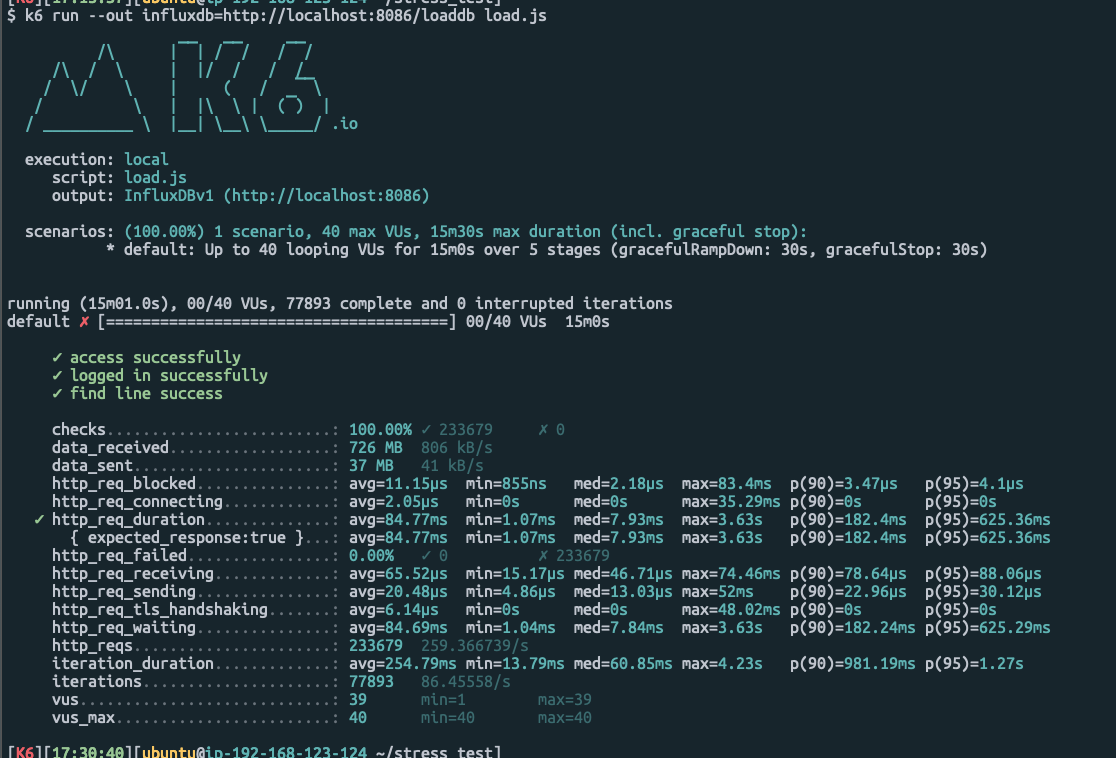 [K6][17:15:37][ubuntu@ip-192-168-123-124 ~/stress_test]
$ k6 run --out influxdb=http://localhost:8086/loaddb load.js
K6
.io
execution: local
script: load.js
output: InfluxDBv1 (http://localhost:8086)
scenarios: (100.00%) 1 scenario, 40 max VUs, 15m30s max duration (incl. graceful stop):
* default: Up to 40 looping VUs for 15m0s over 5 stages (gracefulRampDown: 30s, gracefulStop: 30s)
running (15m01.0s), 00/40 VUs, 77893 complete and 0 interrupted iterations
default ✗ [======================================] 00/40 VUs  15m0s
✓ access successfully
✓ logged in successfully
✓ find line success
checks.........................: 100.00% ✓ 233679     ✗ 0
data_received..................: 726 MB  806 kB/s
data_sent......................: 37 MB   41 kB/s
http_req_blocked...............: avg=11.15µs  min=855ns   med=2.18µs  max=83.4ms  p(90)=3.47µs   p(95)=4.1µs
http_req_connecting............: avg=2.05µs   min=0s      med=0s      max=35.29ms p(90)=0s       p(95)=0s
✓ http_req_duration..............: avg=84.77ms  min=1.07ms  med=7.93ms  max=3.63s   p(90)=182.4ms  p(95)=625.36ms
{ expected_response:true }...: avg=84.77ms  min=1.07ms  med=7.93ms  max=3.63s   p(90)=182.4ms  p(95)=625.36ms
http_req_failed................: 0.00%   ✓ 0          ✗ 233679
http_req_receiving.............: avg=65.52µs  min=15.17µs med=46.71µs max=74.46ms p(90)=78.64µs  p(95)=88.06µs
http_req_sending...............: avg=20.48µs  min=4.86µs  med=13.03µs max=52ms    p(90)=22.96µs  p(95)=30.12µs
http_req_tls_handshaking.......: avg=6.14µs   min=0s      med=0s      max=48.02ms p(90)=0s       p(95)=0s
http_req_waiting...............: avg=84.69ms  min=1.04ms  med=7.84ms  max=3.63s   p(90)=182.24ms p(95)=625.29ms
http_reqs......................: 233679  259.366739/s
iteration_duration.............: avg=254.79ms min=13.79ms med=60.85ms max=4.23s   p(90)=981.19ms p(95)=1.27s
iterations.....................: 77893   86.45558/s
vus............................: 39      min=1        max=39
vus_max........................: 40      min=40       max=40
[K6][17:30:40][ubuntu@ip-192-168-123-124 ~/stress_test]